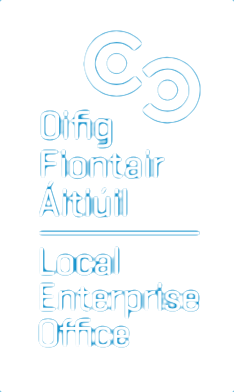 Oifig
Fiontair
Áitiúil
Local
Enterprise
Office